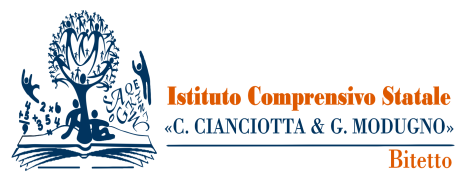 Istituto Comprensivo Statale
«C. CIANCIOTTA & G. MODUGNO»
Bitetto